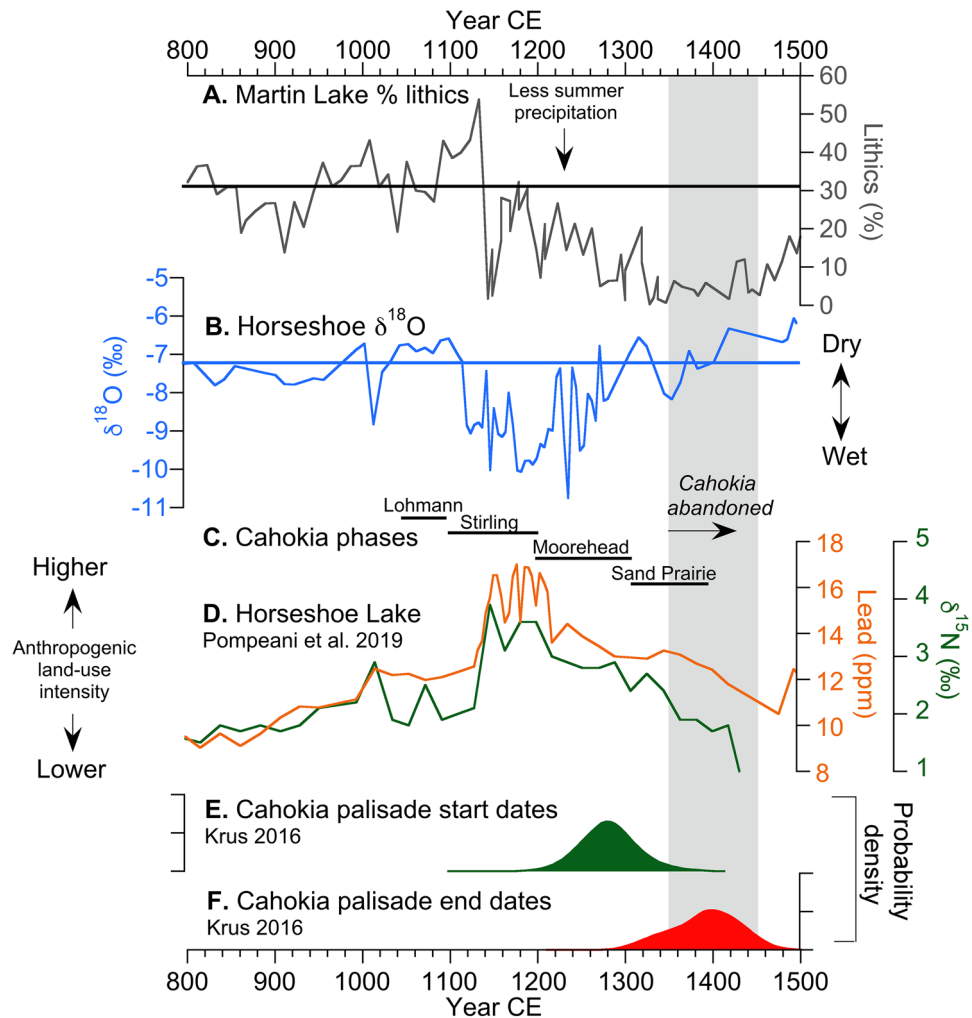 Year CE
800 900 1000 1100 1200 1300 1400 1500
A. Martin Lake % lithics
Less summer
precipitation
60
50
40
30
20
10
0
Lithics (%)
-5
-6
-7
-8
-9
-10
-11
δ18O (‰)
B. Horseshoe δ18O
Dry
Wet
Cahokia
abandoned
Lohmann
Stirling
C. Cahokia phases
Moorehead
Sand Prairie
Higher
Anthropogenic
land-use
intensity
Lower
D. Horseshoe Lake
Pompeani et al. 2019
18
16
14
12
10
8
Lead (ppm)
5
4
3
2
1
δ15N (‰)
E. Cahokia palisade start dates
Krus 2016
F. Cahokia palisade end dates
Krus 2016
Probability
density
800 900 1000 1100 1200 1300 1400 1500
Year CE